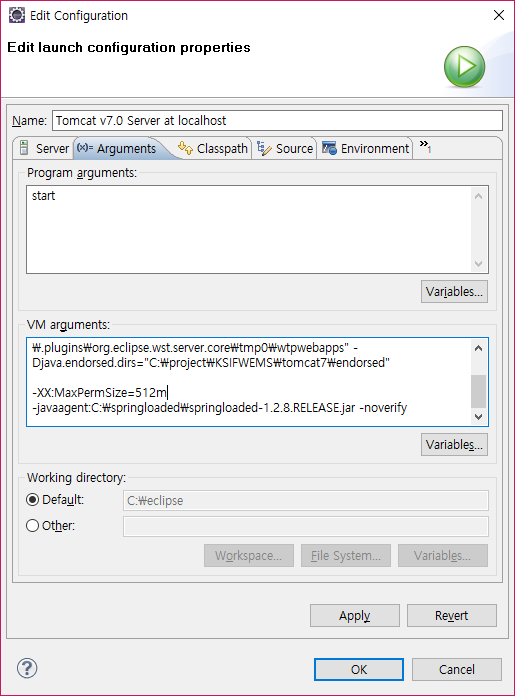 Edit Configuration
Edit launch configuration properties
Name: Tomcat v7.0 Server at localhost
Server (x)= Arguments Classpath Source Environment »1
Program arguments:
start
Variables...
VM arguments:
₩.plugins₩org.eclipse.wst.server.core₩tmp0₩wtpwebapps" -
Djava.endorsed.dirs="C:₩project₩KSIFWEMS₩tomcat7₩endorsed"
-XX:MaxPermSize=512m
-javaagent:C:₩springloaded₩springloaded-1.2.8.RELEASE.jar -noverify
Variables...
Working directory:
Default: C:₩eclipse
Other:
Workspace... File System... Variables...
Apply Revert
? OK Cancel